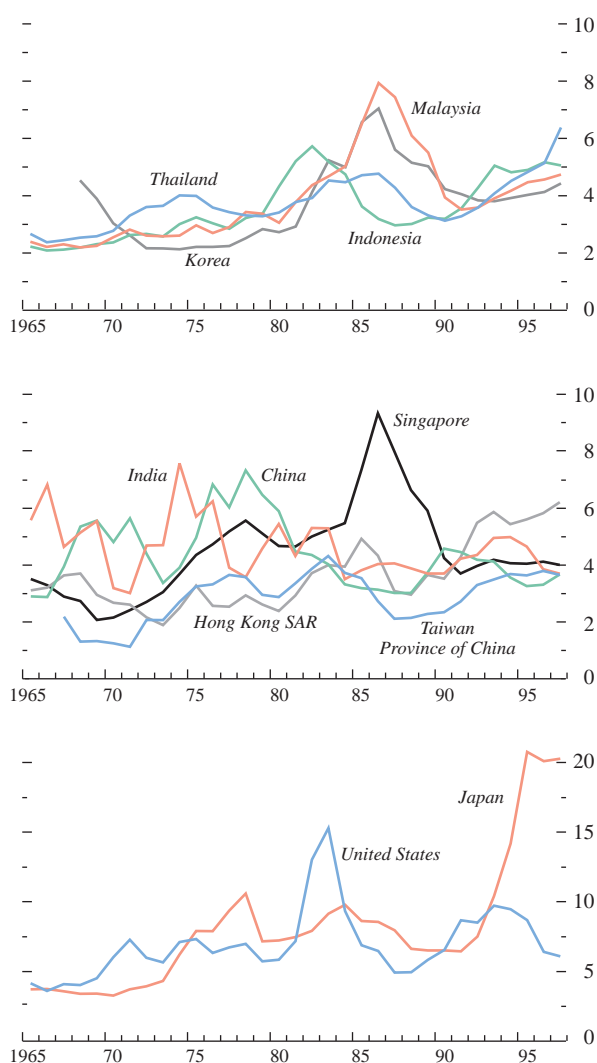 10
8
Malaysia
6
Thailand
4
Indonesia
Korea
2
0
1965 70 75 80 85 90 95
10
Singapore
8
India China
6
4
Hong Kong SAR Taiwan
2
Province of China
0
1965 70 75 80 85 90 95
20
Japan
15
United States
10
5
0
1965 70 75 80 85 90 95